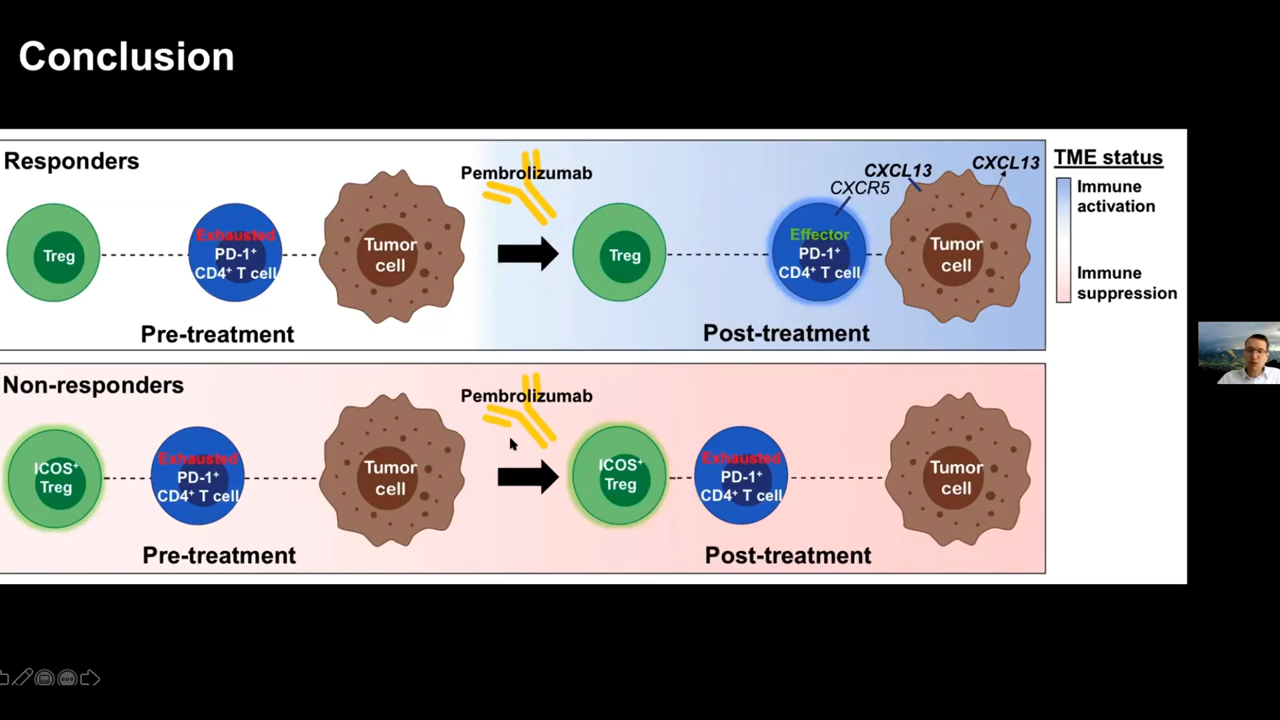 Conclusion
Responders
Treg
Exhausted
PD-1⁺
CD4⁺ T cell
Tumor
cell
Pre-treatment
Pembrolizumab
Treg
CXCR5
CXCL13
CXCL13
Effector
PD-1⁺
CD4⁺ T cell
Tumor
cell
Post-treatment
TME status
Immune
activation
Immune
suppression
Non-responders
ICOS⁺
Treg
Exhausted
PD-1⁺
CD4⁺ T cell
Tumor
cell
Pre-treatment
Pembrolizumab
ICOS⁺
Treg
Exhausted
PD-1⁺
CD4⁺ T cell
Tumor
cell
Post-treatment